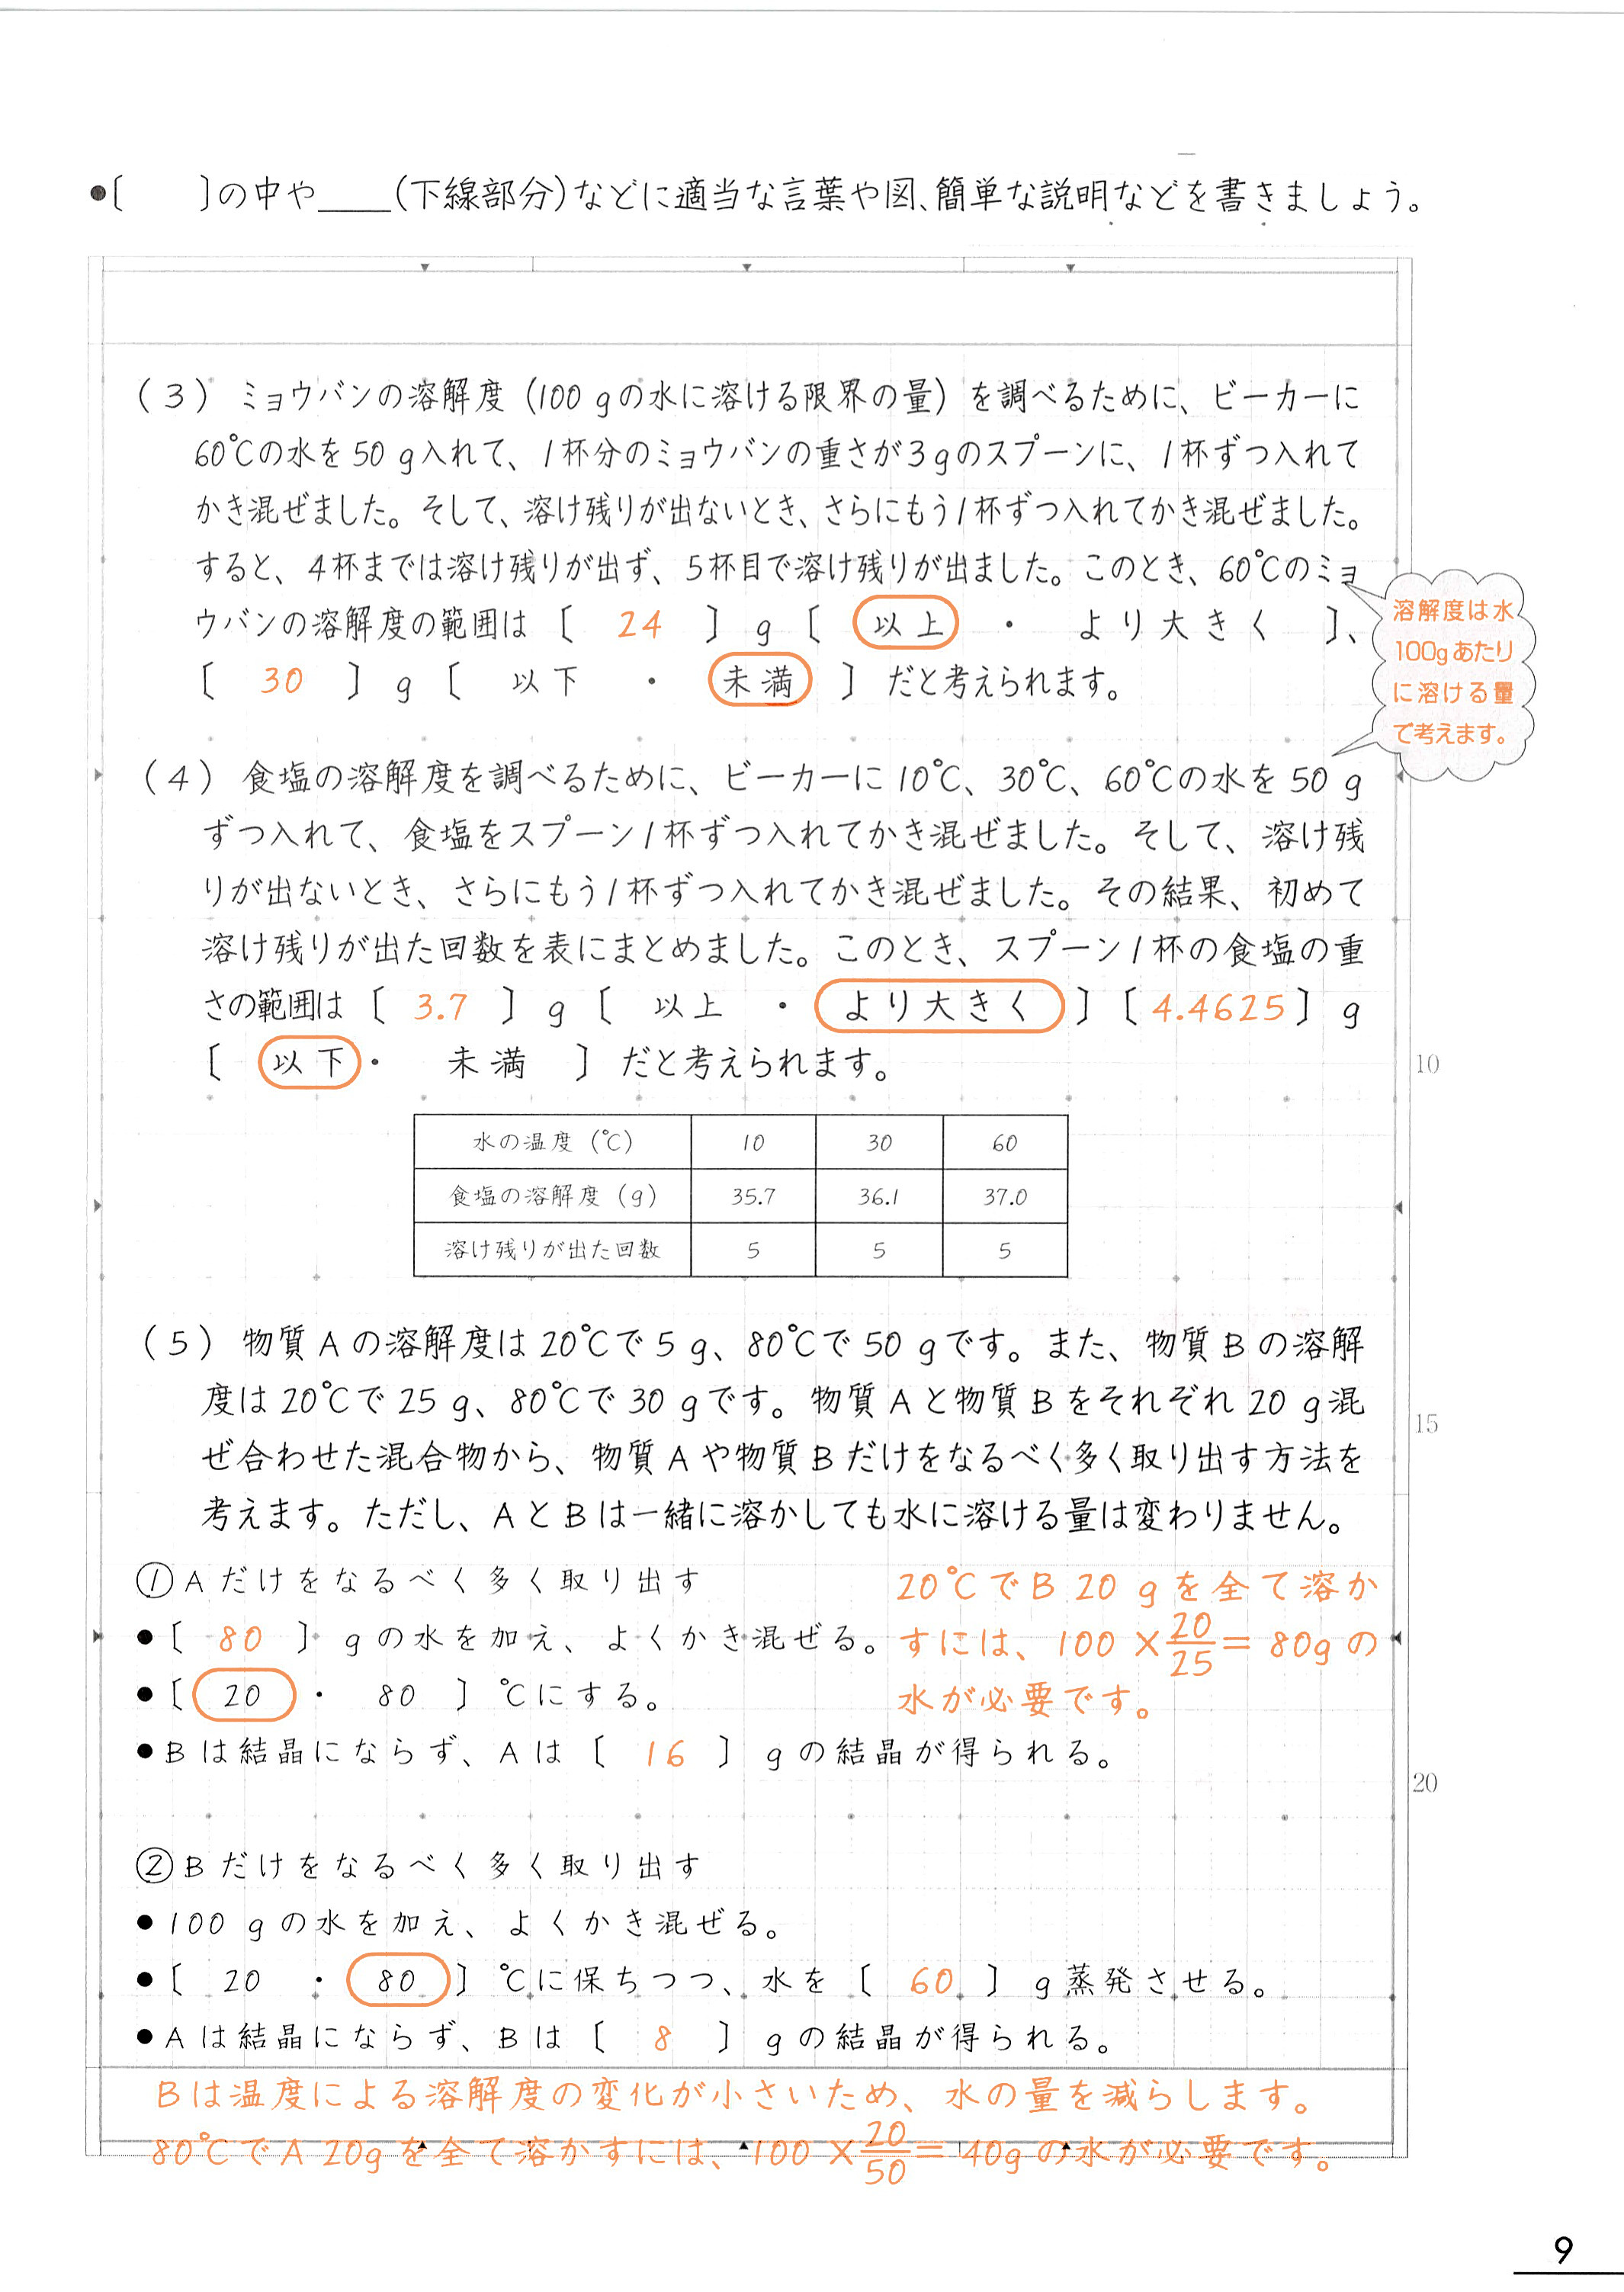 ●〔　　〕の中や____(下線部分)などに適当な言葉や図、簡単な説明などを書きましょう。
(3) ミョウバンの溶解度(100 gの水に溶ける限界の量)を調べるために、ビーカーに
60℃の水を50 g入れて、1杯分のミョウバンの重さが3gのスプーンに、1杯ずつ入れて
かき混ぜました。そして、溶け残りが出ないとき、さらにもう1杯ずつ入れてかき混ぜました。
すると、4杯までは溶け残りが出ず、5杯目で溶け残りが出ました。このとき、60℃のミョ
ウバンの溶解度の範囲は〔 24 〕g〔 以上 ・ より大きく 〕、
〔 30 〕g〔 以下 ・ 未満 〕だと考えられます。
溶解度は水
100gあたり
に溶ける量
で考えます。
(4) 食塩の溶解度を調べるために、ビーカーに10℃、30℃、60℃の水を50 g
ずつ入れて、食塩をスプーン1杯ずつ入れてかき混ぜました。そして、溶け残
りが出ないとき、さらにもう1杯ずつ入れてかき混ぜました。その結果、初めて
溶け残りが出た回数を表にまとめました。このとき、スプーン1杯の食塩の重
さの範囲は〔 3.7 〕g〔 以上 ・ より大きく 〕〔 4.4625 〕g
〔 以下 ・ 未満 〕だと考えられます。
10
水の温度(℃) 10 30 60
食塩の溶解度(g) 35.7 36.1 37.0
溶け残りが出た回数 5 5 5
(5) 物質Aの溶解度は20℃で5 g、80℃で50 gです。また、物質Bの溶解
度は20℃で25 g、80℃で30 gです。物質Aと物質Bをそれぞれ20 g混
15
ぜ合わせた混合物から、物質Aや物質Bだけをなるべく多く取り出す方法を
考えます。ただし、AとBは一緒に溶かしても水に溶ける量は変わりません。
①Aだけをなるべく多く取り出す
●〔 80 〕gの水を加え、よくかき混ぜる。
●〔 20 ・ 80 〕℃にする。
●Bは結晶にならず、Aは〔 16 〕gの結晶が得られる。
20℃でB 20 gを全て溶か
すには、100×20/25＝80gの
水が必要です。
20
②Bだけをなるべく多く取り出す
●100 gの水を加え、よくかき混ぜる。
●〔 20 ・ 80 〕℃に保ちつつ、水を〔 60 〕g蒸発させる。
●Aは結晶にならず、Bは〔 8 〕gの結晶が得られる。
Bは温度による溶解度の変化が小さいため、水の量を減らします。
80℃でA 20gを全て溶かすには、100×20/50＝40gの水が必要です。
9